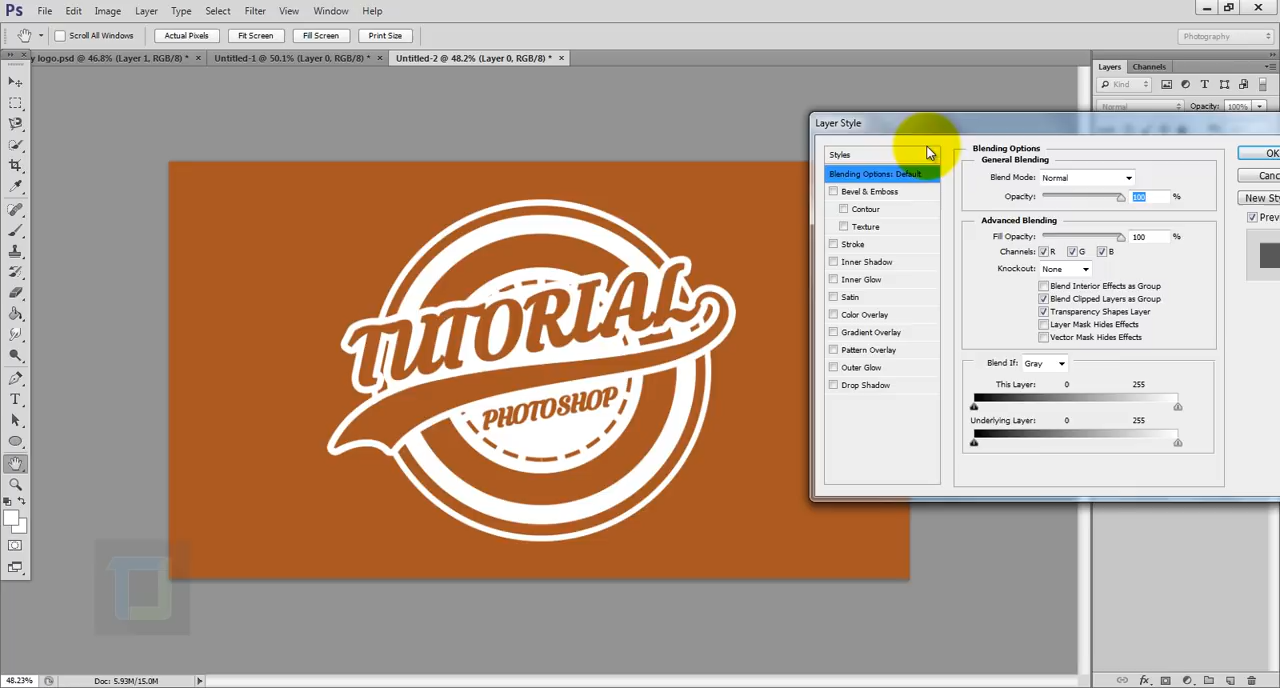 Ps File Edit Image Layer Type Select Filter View Window Help
Scroll All Windows Actual Pixels Fit Screen Fill Screen Print Size Photography
y logo.psd @ 46.8% (Layer 1, RGB/8) * × Untitled-1 @ 50.1% (Layer 0, RGB/8) * × Untitled-2 @ 48.2% (Layer 0, RGB/8) * ×
Layers Channels
Kind
Normal Opacity: 100%
Layer Style
Styles
Blending Options: Default
Bevel & Emboss
Contour
Texture
Stroke
Inner Shadow
Inner Glow
Satin
Color Overlay
Gradient Overlay
Pattern Overlay
Outer Glow
Drop Shadow
Blending Options
General Blending
Blend Mode: Normal
Opacity: 100 %
Advanced Blending
Fill Opacity: 100 %
Channels: R G B
Knockout: None
Blend Interior Effects as Group
Blend Clipped Layers as Group
Transparency Shapes Layer
Layer Mask Hides Effects
Vector Mask Hides Effects
Blend If: Gray
This Layer: 0 255
Underlying Layer: 0 255
OK
Canc
New Sty
Prev
TUTORIAL
PHOTOSHOP
48.23% Doc: 5.93M/15.0M
fx